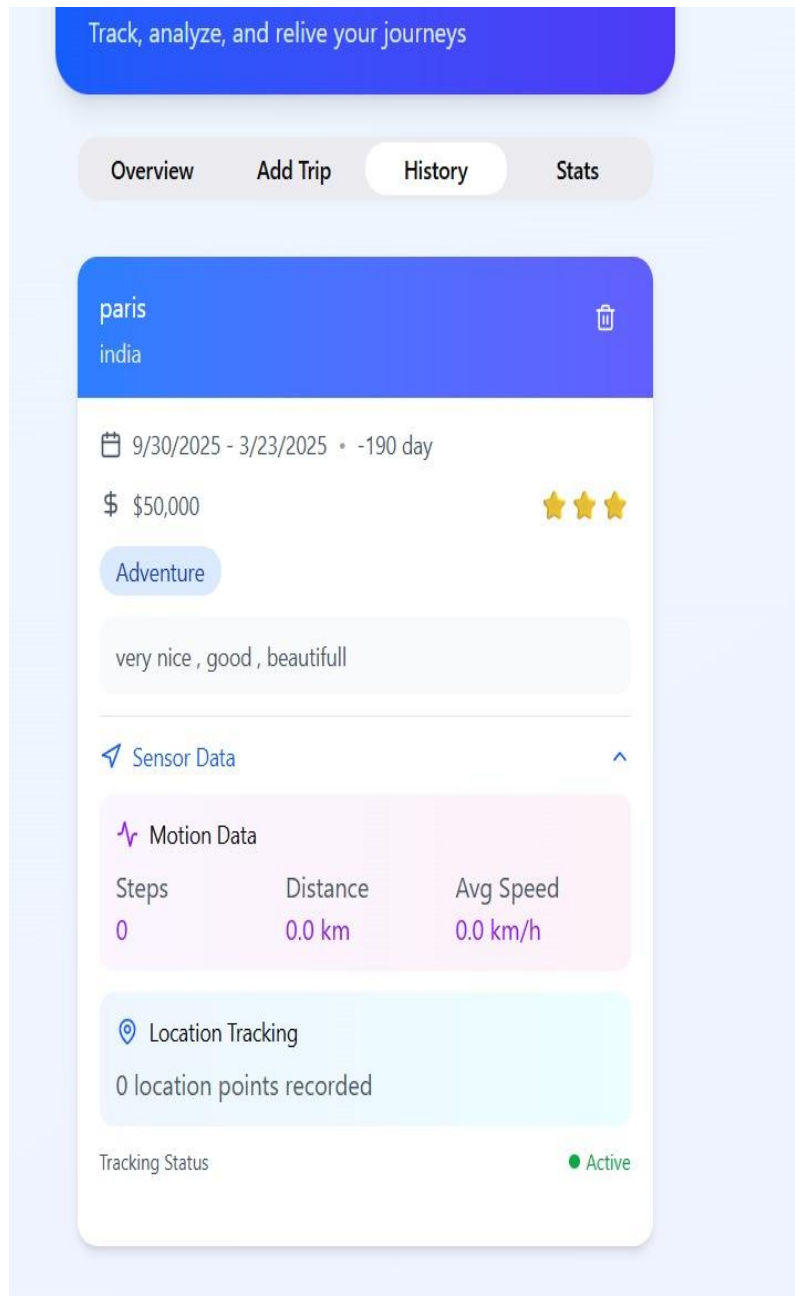 Track, analyze, and relive your journeys
Overview Add Trip History Stats
paris
india
9/30/2025 - 3/23/2025 • -190 day
$ $50,000
Adventure
very nice , good , beautifull
Sensor Data
Motion Data
Steps Distance Avg Speed
0 0.0 km 0.0 km/h
Location Tracking
0 location points recorded
Tracking Status Active